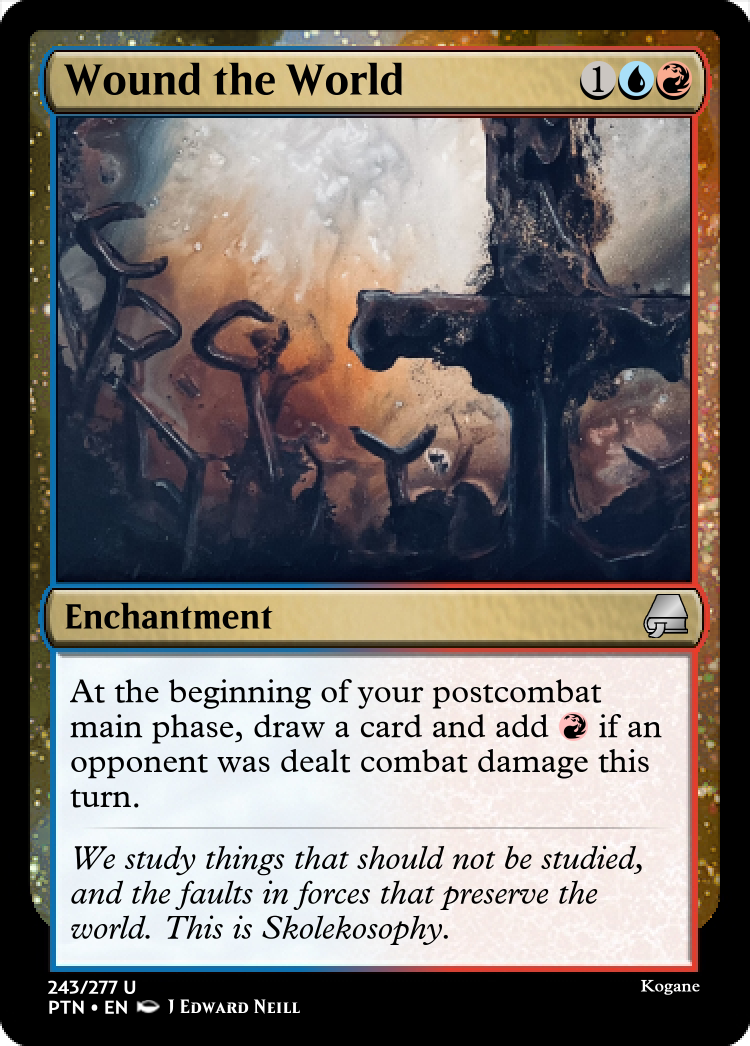 Wound the World 1
Enchantment
At the beginning of your postcombat
main phase, draw a card and add if an
opponent was dealt combat damage this
turn.
We study things that should not be studied,
and the faults in forces that preserve the
world. This is Skolekosophy.
243/277 U
Kogane
PTN • EN J EDWARD NEILL